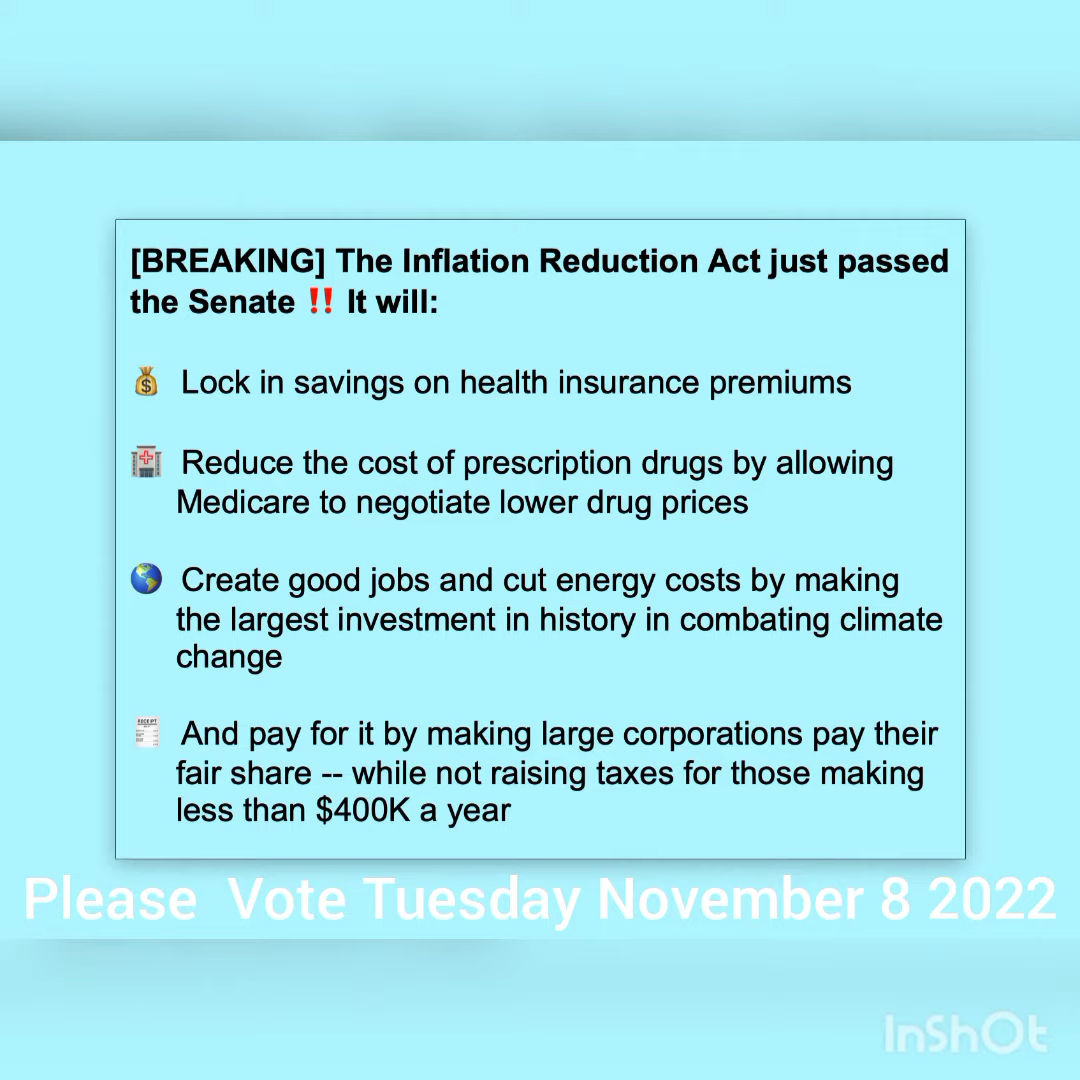 [BREAKING] The Inflation Reduction Act just passed
the Senate ‼️ It will:
💰 Lock in savings on health insurance premiums
🏥 Reduce the cost of prescription drugs by allowing
Medicare to negotiate lower drug prices
🌎 Create good jobs and cut energy costs by making
the largest investment in history in combating climate
change
🧾 And pay for it by making large corporations pay their
fair share -- while not raising taxes for those making
less than $400K a year
Please Vote Tuesday November 8 2022
InShOt